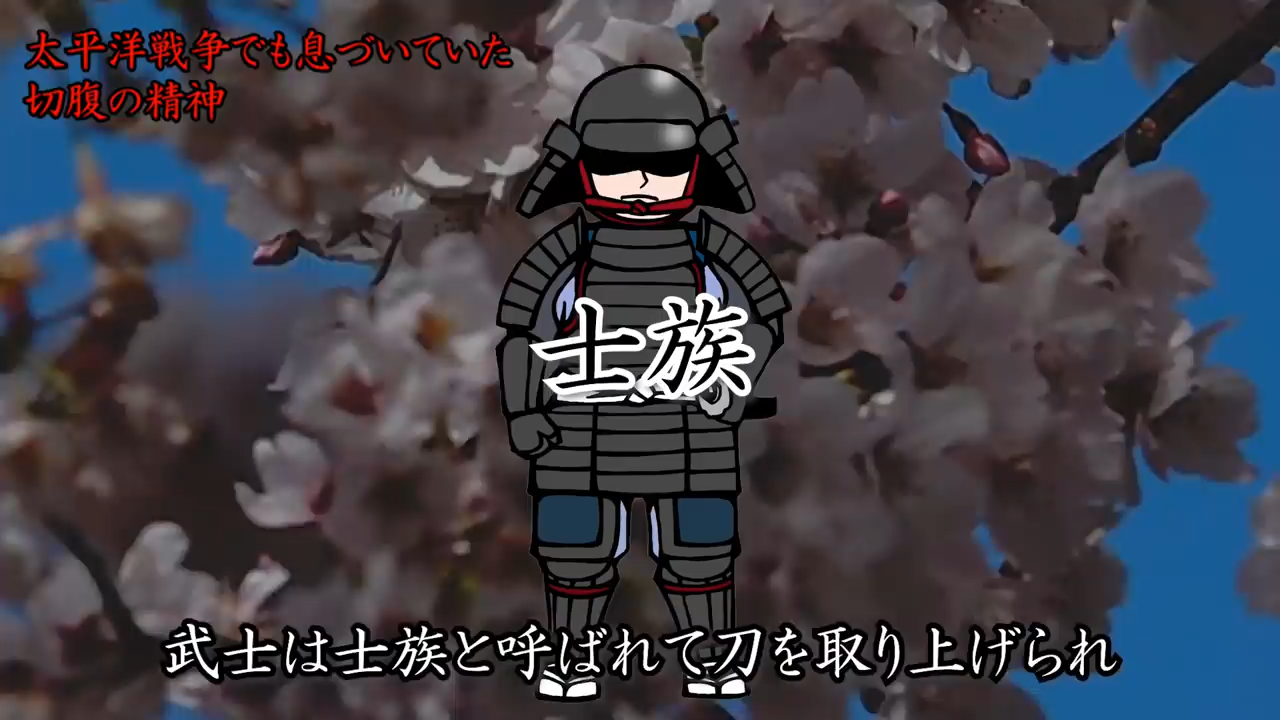 太平洋戦争でも息づいていた
切腹の精神
士族
武士は士族と呼ばれて刀を取り上げられ